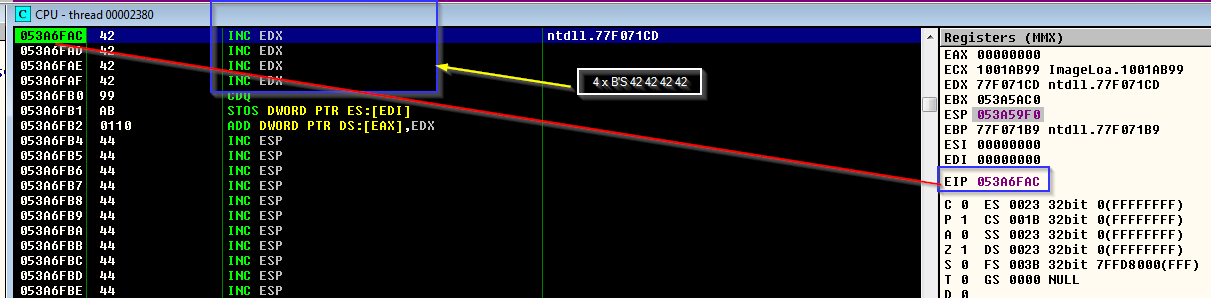 C CPU - thread 00002380
053A6FAC 42 INC EDX ntdll.77F071CD
053A6FAD 42 INC EDX
053A6FAE 42 INC EDX
053A6FAF 42 INC EDX
053A6FB0 99 CDQ
053A6FB1 AB STOS DWORD PTR ES:[EDI]
053A6FB2 0110 ADD DWORD PTR DS:[EAX],EDX
053A6FB4 44 INC ESP
053A6FB5 44 INC ESP
053A6FB6 44 INC ESP
053A6FB7 44 INC ESP
053A6FB8 44 INC ESP
053A6FB9 44 INC ESP
053A6FBA 44 INC ESP
053A6FBB 44 INC ESP
053A6FBC 44 INC ESP
053A6FBD 44 INC ESP
053A6FBE 44 INC ESP
4 x B'S 42 42 42 42
Registers (MMX)
EAX 00000000
ECX 1001AB99 ImageLoa.1001AB99
EDX 77F071CD ntdll.77F071CD
EBX 053A5AC0
ESP 053A59F0
EBP 77F071B9 ntdll.77F071B9
ESI 00000000
EDI 00000000
EIP 053A6FAC
C 0 ES 0023 32bit 0(FFFFFFFF)
P 1 CS 001B 32bit 0(FFFFFFFF)
A 0 SS 0023 32bit 0(FFFFFFFF)
Z 1 DS 0023 32bit 0(FFFFFFFF)
S 0 FS 003B 32bit 7FFD8000(FFF)
T 0 GS 0000 NULL
D 0